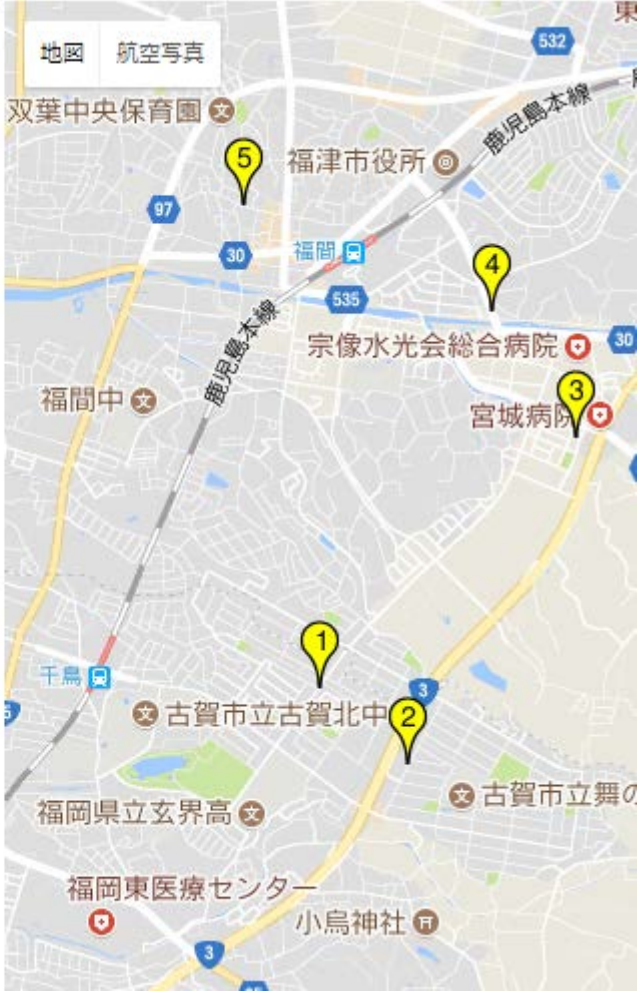 東
地図 航空写真
532
双葉中央保育園
鹿児島本線
5
福津市役所
97
30
福間
4
535
鹿児島本線
宗像水光会総合病院
30
福間中
3
宮城病院
1
千鳥
3
古賀市立古賀北中
2
5
古賀市立舞の
福岡県立玄界高
福岡東医療センター
小烏神社
3